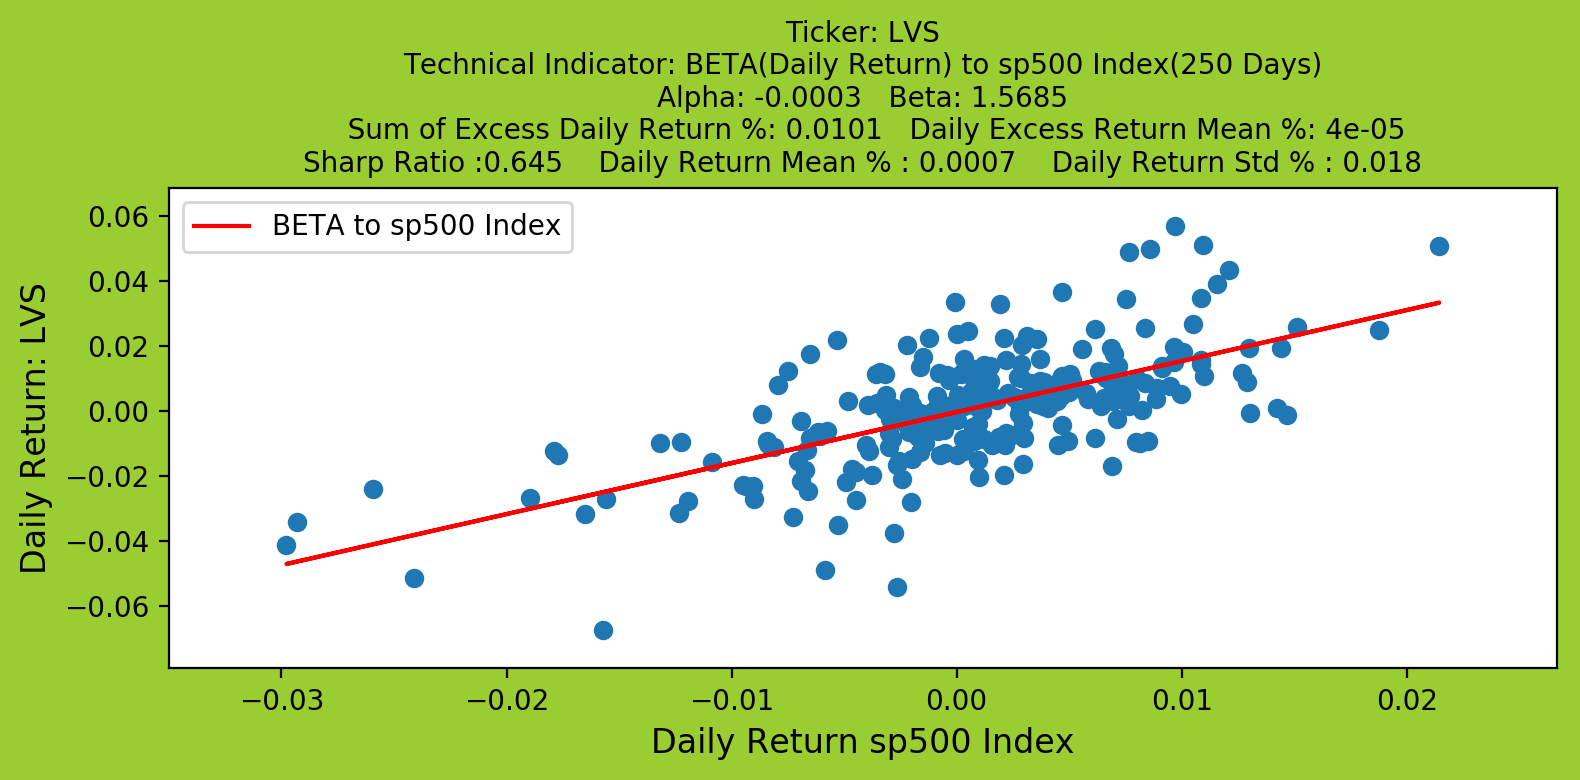 Ticker: LVS
Technical Indicator: BETA(Daily Return) to sp500 Index(250 Days)
Alpha: -0.0003   Beta: 1.5685
Sum of Excess Daily Return %: 0.0101   Daily Excess Return Mean %: 4e-05
Sharp Ratio :0.645    Daily Return Mean % : 0.0007    Daily Return Std % : 0.018
BETA to sp500 Index
0.06
0.04
0.02
0.00
−0.02
−0.04
−0.06
Daily Return: LVS
−0.03 −0.02 −0.01 0.00 0.01 0.02
Daily Return sp500 Index